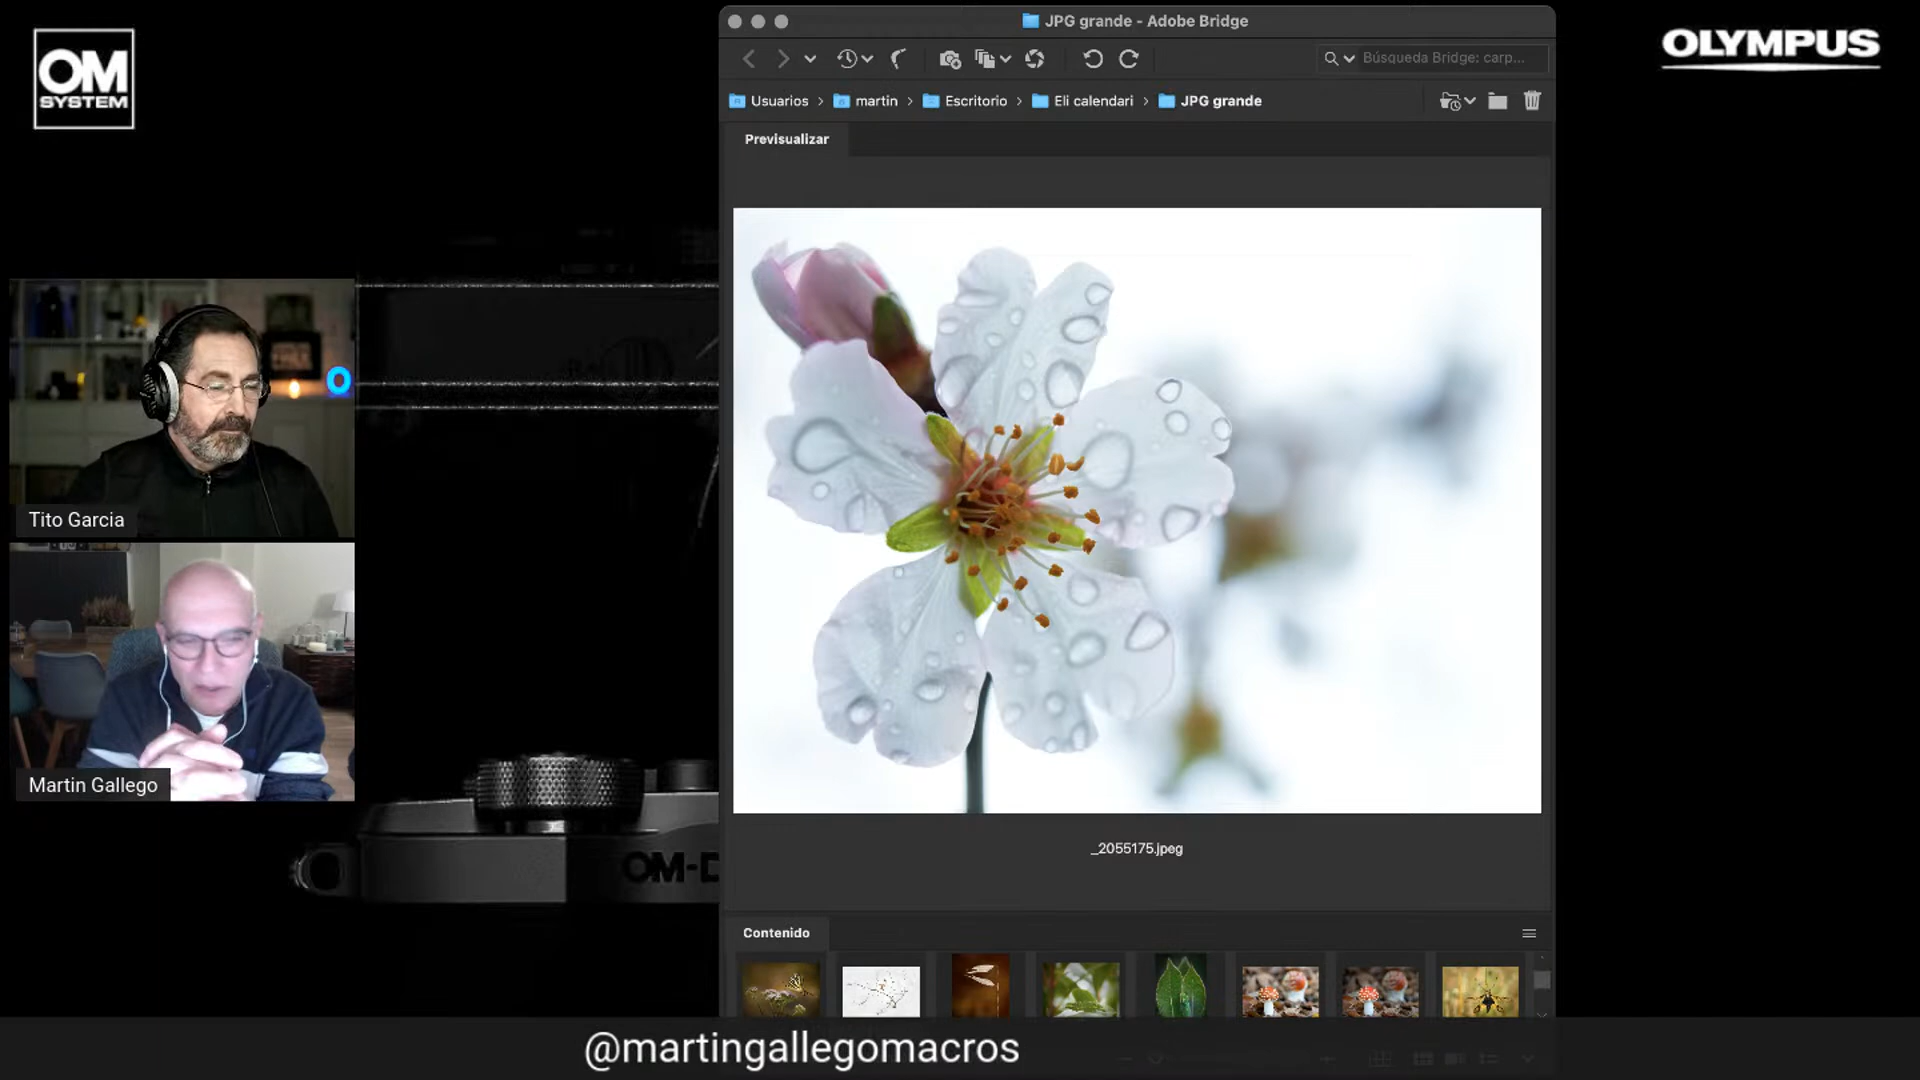 OM
SYSTEM
JPG grande - Adobe Bridge
OLYMPUS
Búsqueda Bridge: carp...
Usuarios
martin
Escritorio
Eli calendari
JPG grande
Previsualizar
Tito Garcia
Martin Gallego
OM-D
_2055175.jpeg
Contenido
@martingallegomacros